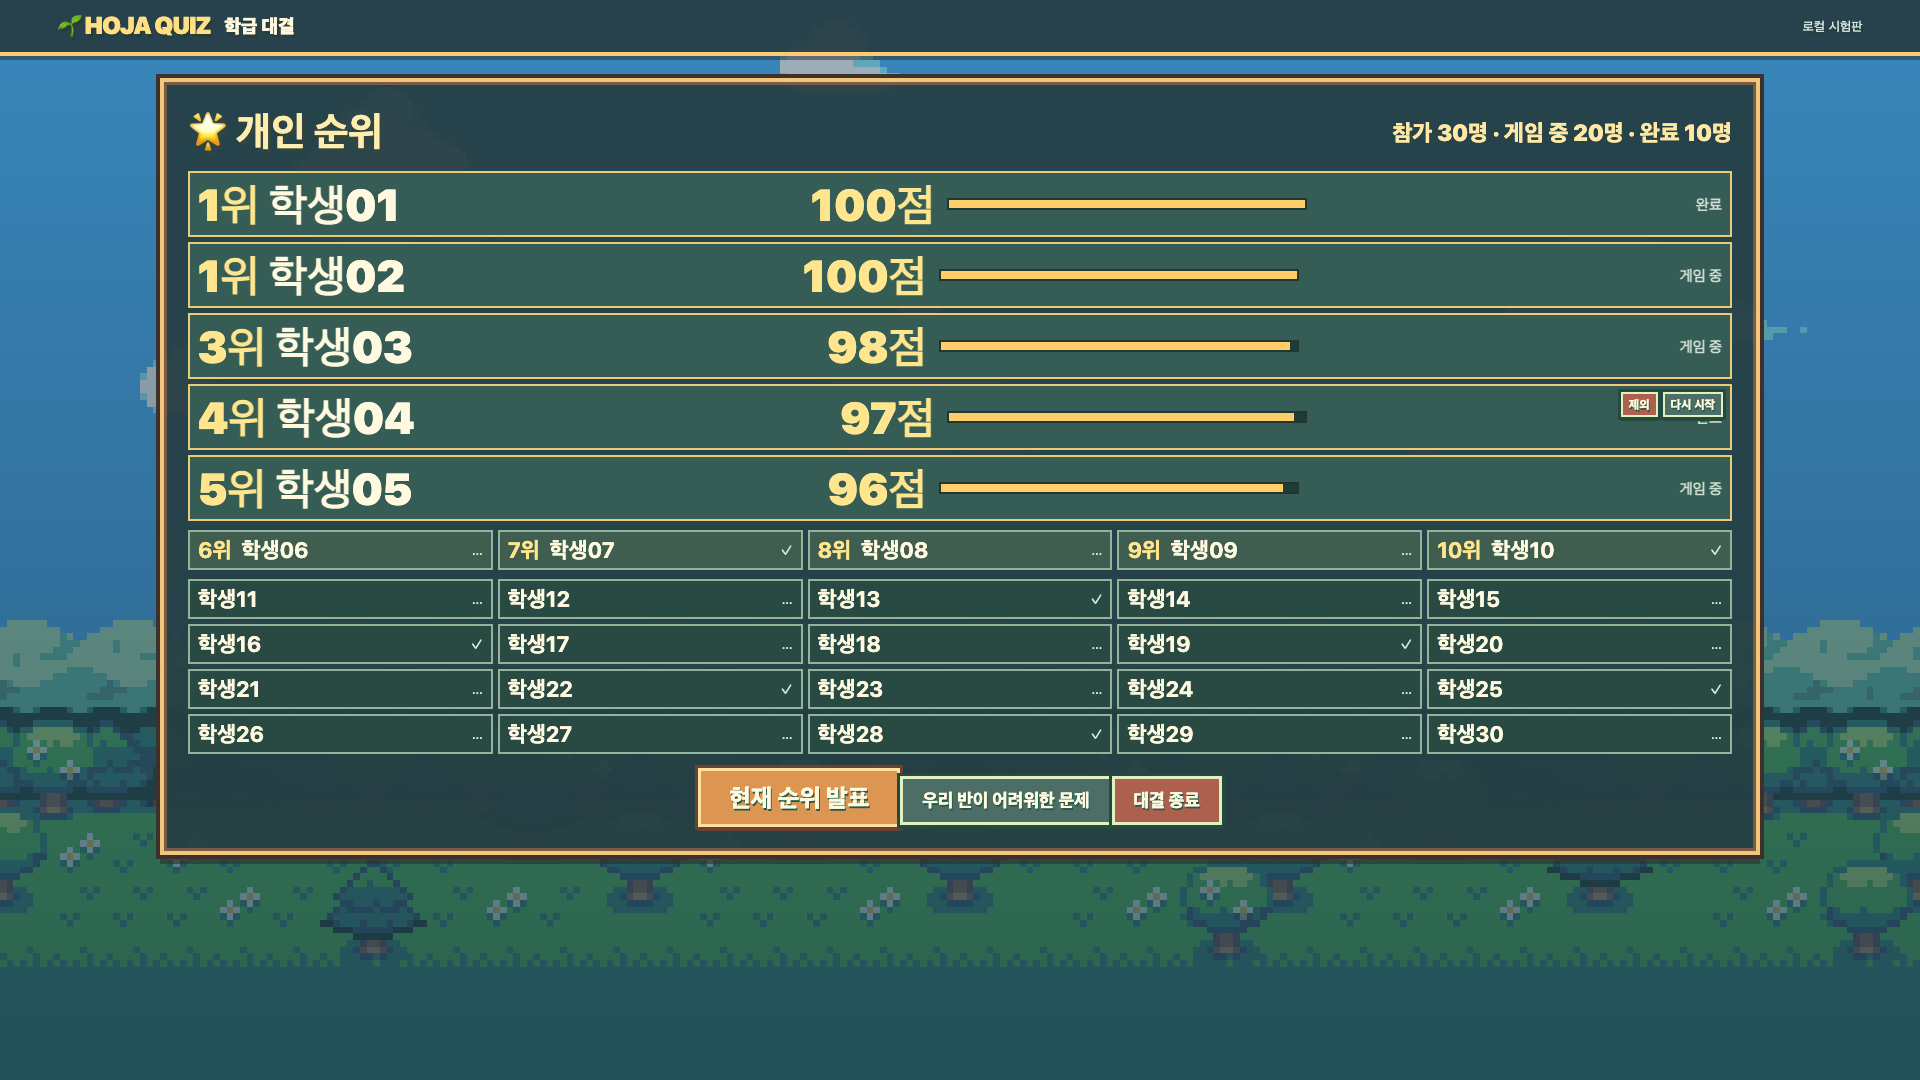 HOJA QUIZ 학급 대결
로컬 시험판
개인 순위
참가 30명 · 게임 중 20명 · 완료 10명
1위 학생01 100점 완료
1위 학생02 100점 게임 중
3위 학생03 98점 게임 중
4위 학생04 97점 제외 다시 시작
5위 학생05 96점 게임 중
6위 학생06 ... 7위 학생07 ✓ 8위 학생08 ... 9위 학생09 ... 10위 학생10 ✓
학생11 ... 학생12 ... 학생13 ✓ 학생14 ... 학생15 ...
학생16 ✓ 학생17 ... 학생18 ... 학생19 ✓ 학생20 ...
학생21 ... 학생22 ✓ 학생23 ... 학생24 ... 학생25 ✓
학생26 ... 학생27 ... 학생28 ✓ 학생29 ... 학생30 ...
현재 순위 발표 우리 반이 어려워한 문제 대결 종료